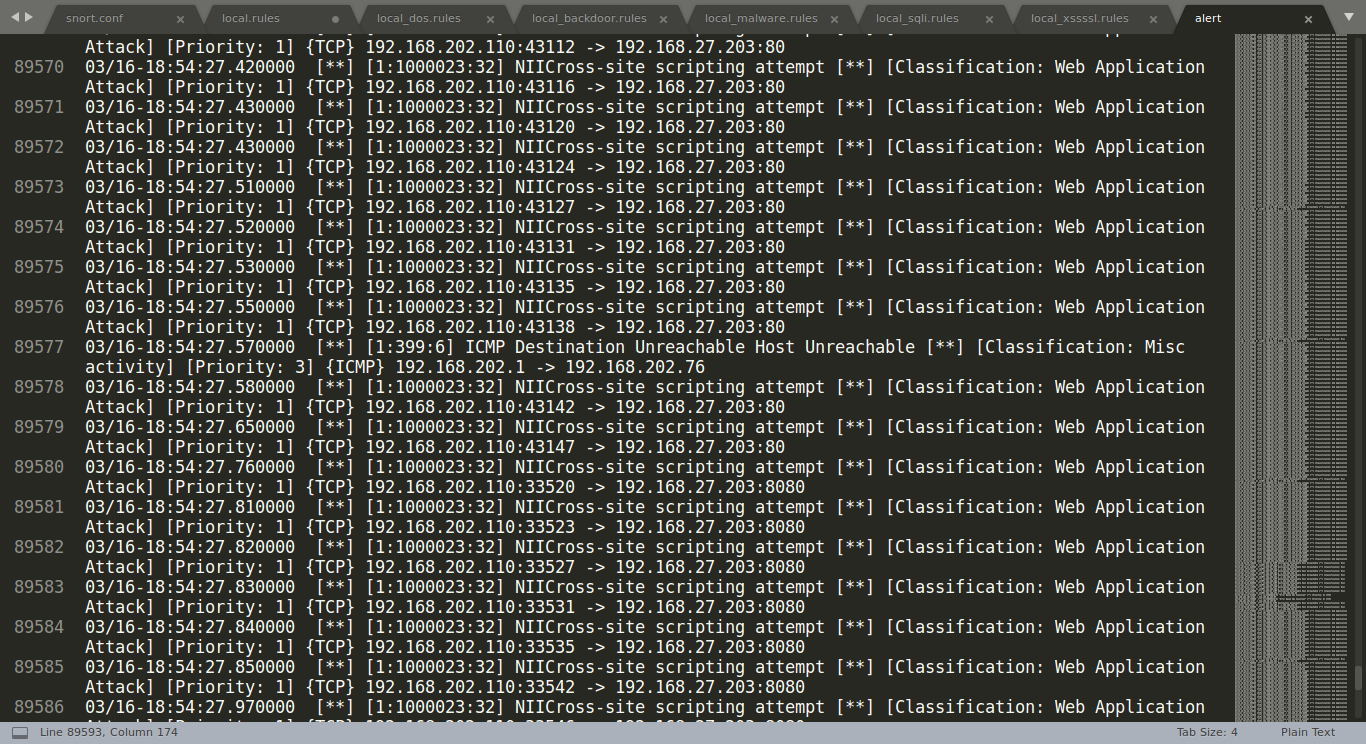 snort.conf × local.rules local_dos.rules × local_backdoor.rules × local_malware.rules × local_sqli.rules × local_xssssl.rules × alert ×
Attack] [Priority: 1] {TCP} 192.168.202.110:43112 -> 192.168.27.203:80
89570 03/16-18:54:27.420000 [**] [1:1000023:32] NIICross-site scripting attempt [**] [Classification: Web Application
Attack] [Priority: 1] {TCP} 192.168.202.110:43116 -> 192.168.27.203:80
89571 03/16-18:54:27.430000 [**] [1:1000023:32] NIICross-site scripting attempt [**] [Classification: Web Application
Attack] [Priority: 1] {TCP} 192.168.202.110:43120 -> 192.168.27.203:80
89572 03/16-18:54:27.430000 [**] [1:1000023:32] NIICross-site scripting attempt [**] [Classification: Web Application
Attack] [Priority: 1] {TCP} 192.168.202.110:43124 -> 192.168.27.203:80
89573 03/16-18:54:27.510000 [**] [1:1000023:32] NIICross-site scripting attempt [**] [Classification: Web Application
Attack] [Priority: 1] {TCP} 192.168.202.110:43127 -> 192.168.27.203:80
89574 03/16-18:54:27.520000 [**] [1:1000023:32] NIICross-site scripting attempt [**] [Classification: Web Application
Attack] [Priority: 1] {TCP} 192.168.202.110:43131 -> 192.168.27.203:80
89575 03/16-18:54:27.530000 [**] [1:1000023:32] NIICross-site scripting attempt [**] [Classification: Web Application
Attack] [Priority: 1] {TCP} 192.168.202.110:43135 -> 192.168.27.203:80
89576 03/16-18:54:27.550000 [**] [1:1000023:32] NIICross-site scripting attempt [**] [Classification: Web Application
Attack] [Priority: 1] {TCP} 192.168.202.110:43138 -> 192.168.27.203:80
89577 03/16-18:54:27.570000 [**] [1:399:6] ICMP Destination Unreachable Host Unreachable [**] [Classification: Misc
activity] [Priority: 3] {ICMP} 192.168.202.1 -> 192.168.202.76
89578 03/16-18:54:27.580000 [**] [1:1000023:32] NIICross-site scripting attempt [**] [Classification: Web Application
Attack] [Priority: 1] {TCP} 192.168.202.110:43142 -> 192.168.27.203:80
89579 03/16-18:54:27.650000 [**] [1:1000023:32] NIICross-site scripting attempt [**] [Classification: Web Application
Attack] [Priority: 1] {TCP} 192.168.202.110:43147 -> 192.168.27.203:80
89580 03/16-18:54:27.760000 [**] [1:1000023:32] NIICross-site scripting attempt [**] [Classification: Web Application
Attack] [Priority: 1] {TCP} 192.168.202.110:33520 -> 192.168.27.203:8080
89581 03/16-18:54:27.810000 [**] [1:1000023:32] NIICross-site scripting attempt [**] [Classification: Web Application
Attack] [Priority: 1] {TCP} 192.168.202.110:33523 -> 192.168.27.203:8080
89582 03/16-18:54:27.820000 [**] [1:1000023:32] NIICross-site scripting attempt [**] [Classification: Web Application
Attack] [Priority: 1] {TCP} 192.168.202.110:33527 -> 192.168.27.203:8080
89583 03/16-18:54:27.830000 [**] [1:1000023:32] NIICross-site scripting attempt [**] [Classification: Web Application
Attack] [Priority: 1] {TCP} 192.168.202.110:33531 -> 192.168.27.203:8080
89584 03/16-18:54:27.840000 [**] [1:1000023:32] NIICross-site scripting attempt [**] [Classification: Web Application
Attack] [Priority: 1] {TCP} 192.168.202.110:33535 -> 192.168.27.203:8080
89585 03/16-18:54:27.850000 [**] [1:1000023:32] NIICross-site scripting attempt [**] [Classification: Web Application
Attack] [Priority: 1] {TCP} 192.168.202.110:33542 -> 192.168.27.203:8080
89586 03/16-18:54:27.970000 [**] [1:1000023:32] NIICross-site scripting attempt [**] [Classification: Web Application
Line 89593, Column 174 Tab Size: 4 Plain Text